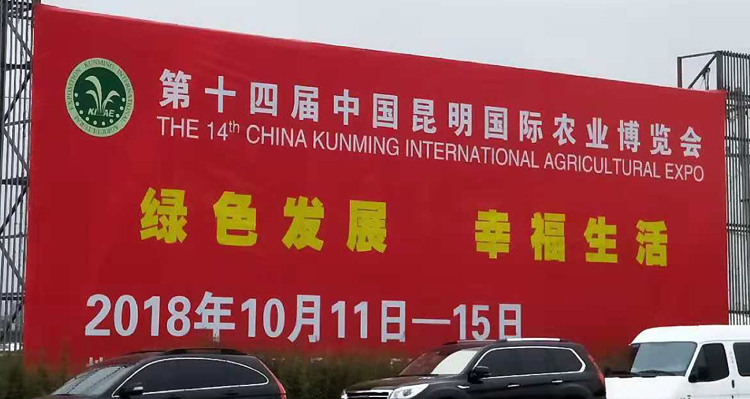 第十四届中国昆明国际农业博览会
THE 14th CHINA KUNMING INTERNATIONAL AGRICULTURAL EXPO
绿色发展 幸福生活
2018年10月11日—15日